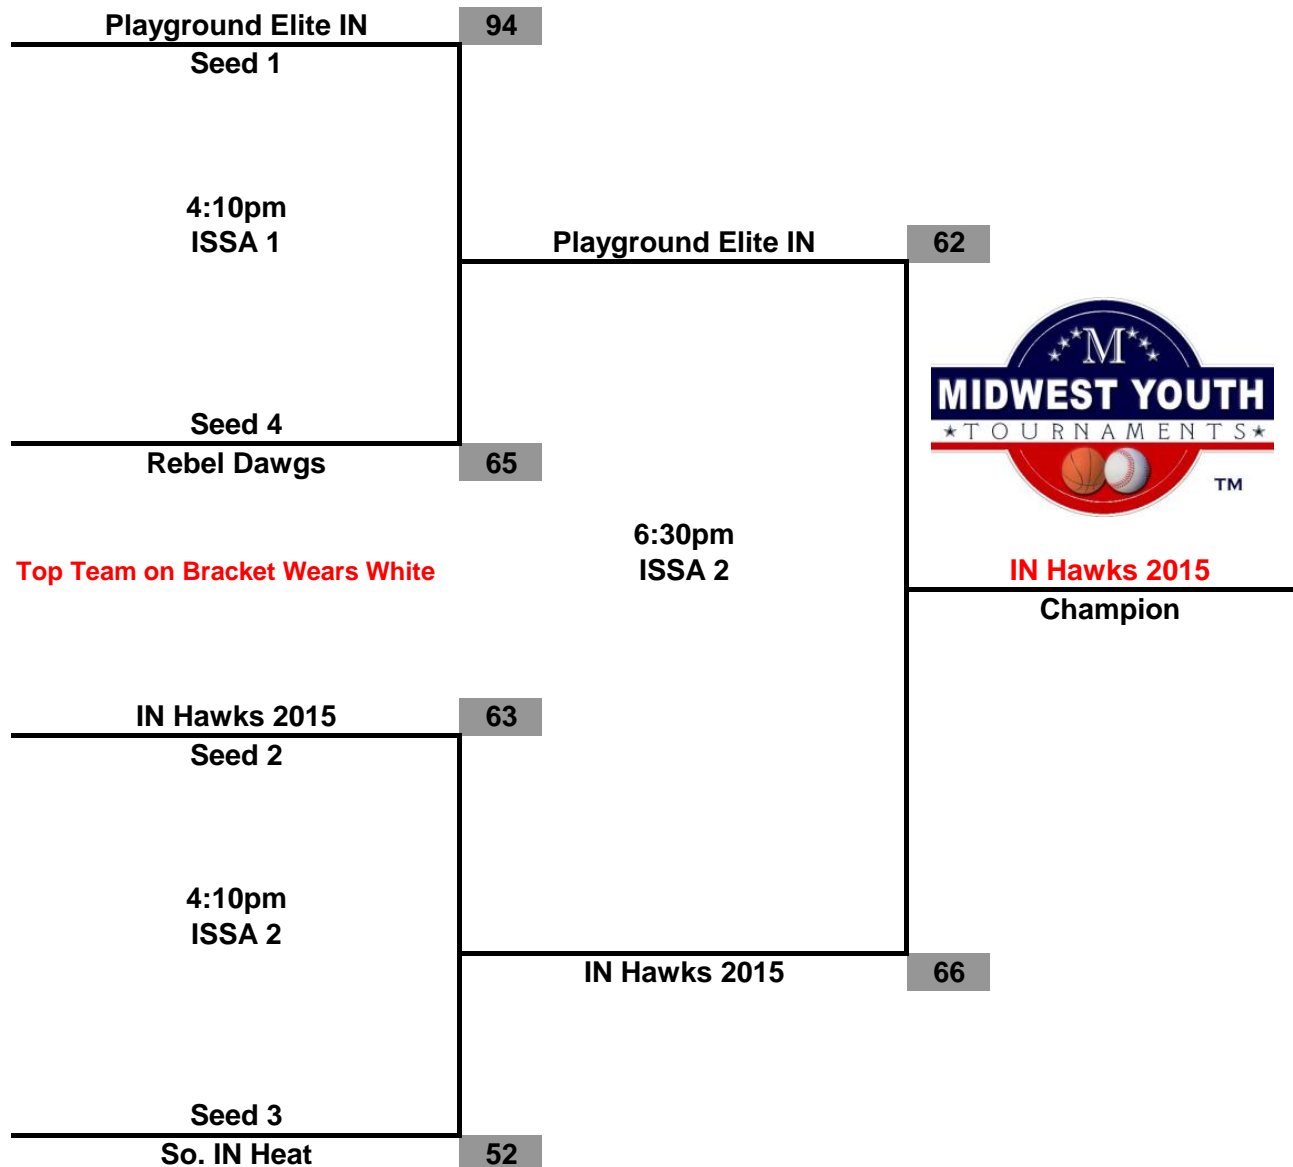 Playground Elite IN 94
Seed 1
4:10pm
ISSA 1
Playground Elite IN 62
M
MIDWEST YOUTH
TOURNAMENTS
TM
Seed 4
Rebel Dawgs 65
6:30pm
Top Team on Bracket Wears White
ISSA 2
IN Hawks 2015
Champion
IN Hawks 2015 63
Seed 2
4:10pm
ISSA 2
IN Hawks 2015 66
Seed 3
So. IN Heat 52